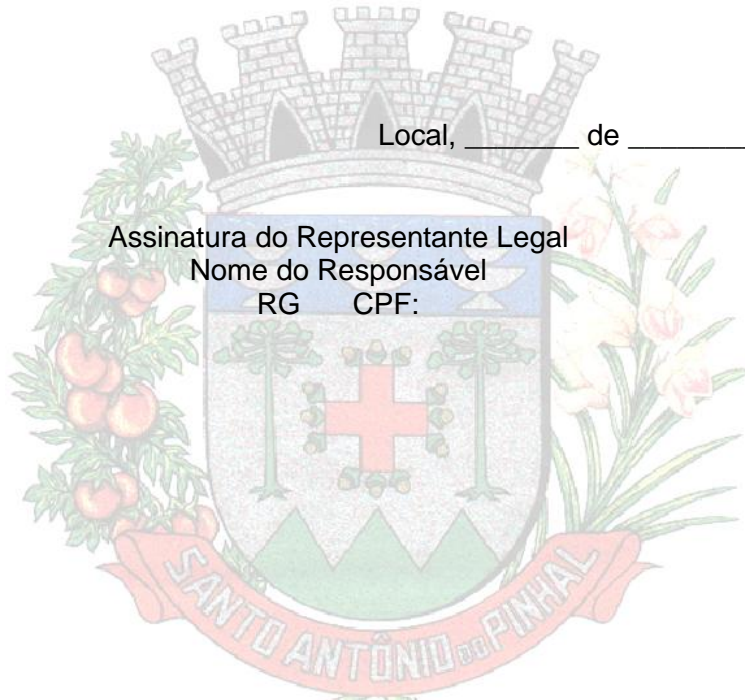 Local, _______ de _______
Assinatura do Representante Legal
Nome do Responsável
RG CPF:
SANTO ANTÔNIO DO PINHAL